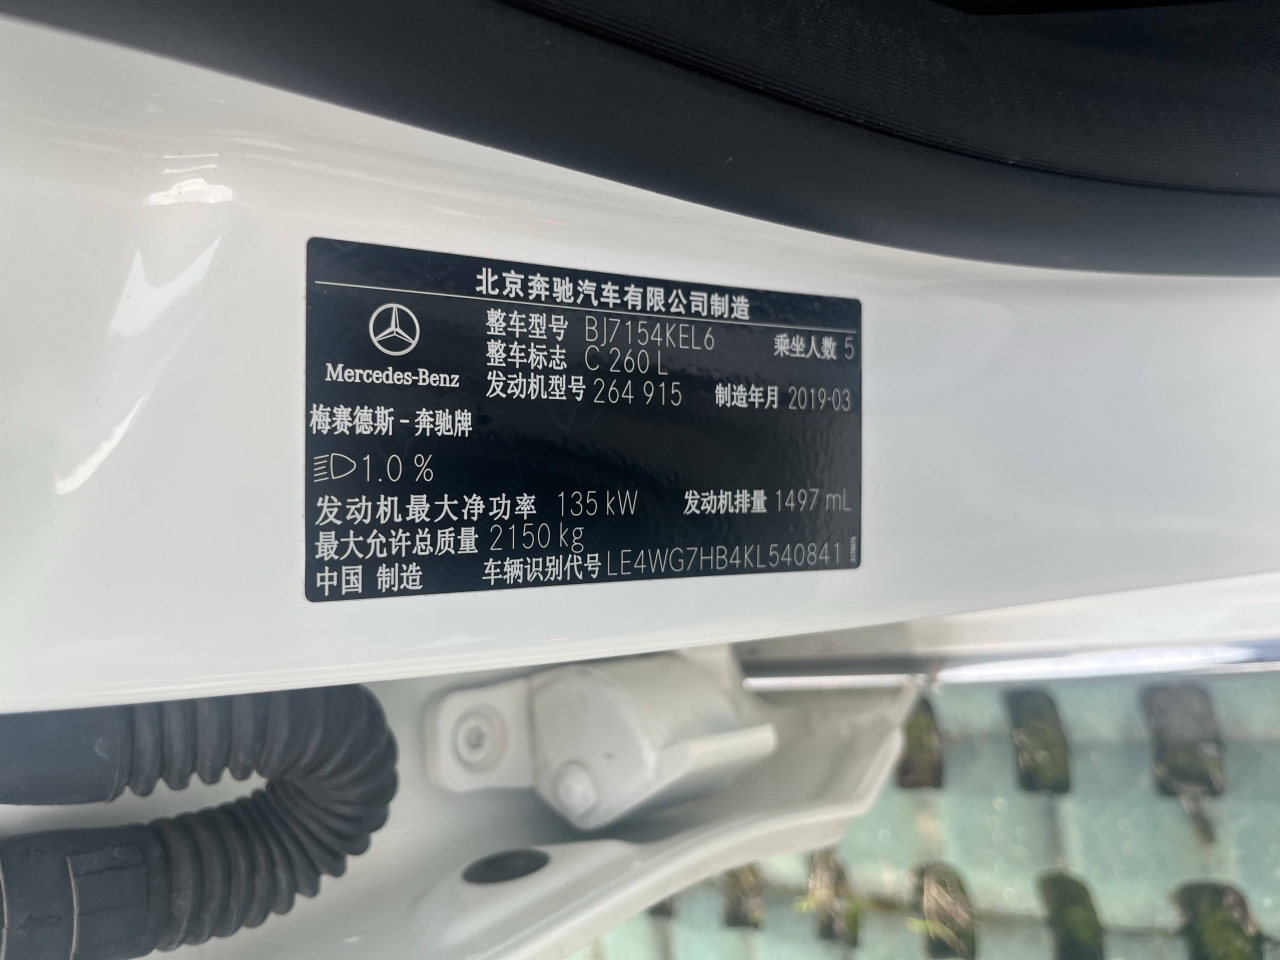 北京奔驰汽车有限公司制造
整车型号 BJ7154KEL6 乘坐人数 5
整车标志 C 260 L
Mercedes-Benz
发动机型号 264 915 制造年月 2019-03
梅赛德斯-奔驰牌
1.0 %
发动机最大净功率 135 kW 发动机排量 1497 mL
最大允许总质量 2150 kg
中国 制造 车辆识别代号 LE4WG7HB4KL540841